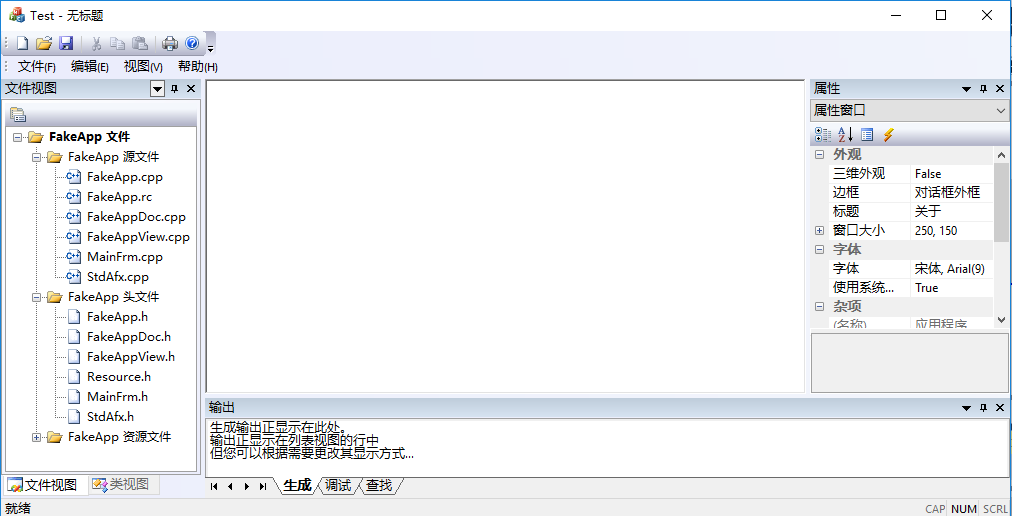 Test - 无标题
文件(F) 编辑(E) 视图(V) 帮助(H)
文件视图
FakeApp 文件
FakeApp 源文件
FakeApp.cpp
FakeApp.rc
FakeAppDoc.cpp
FakeAppView.cpp
MainFrm.cpp
StdAfx.cpp
FakeApp 头文件
FakeApp.h
FakeAppDoc.h
FakeAppView.h
Resource.h
MainFrm.h
StdAfx.h
FakeApp 资源文件
文件视图 类视图
属性
属性窗口
外观
三维外观 False
边框 对话框外框
标题 关于
窗口大小 250, 150
字体
字体 宋体, Arial(9)
使用系统... True
杂项
(名称) 应用程序
输出
生成输出正显示在此处。
输出正显示在列表视图的行中
但您可以根据需要更改其显示方式...
生成 调试 查找
就绪
CAP NUM SCRL